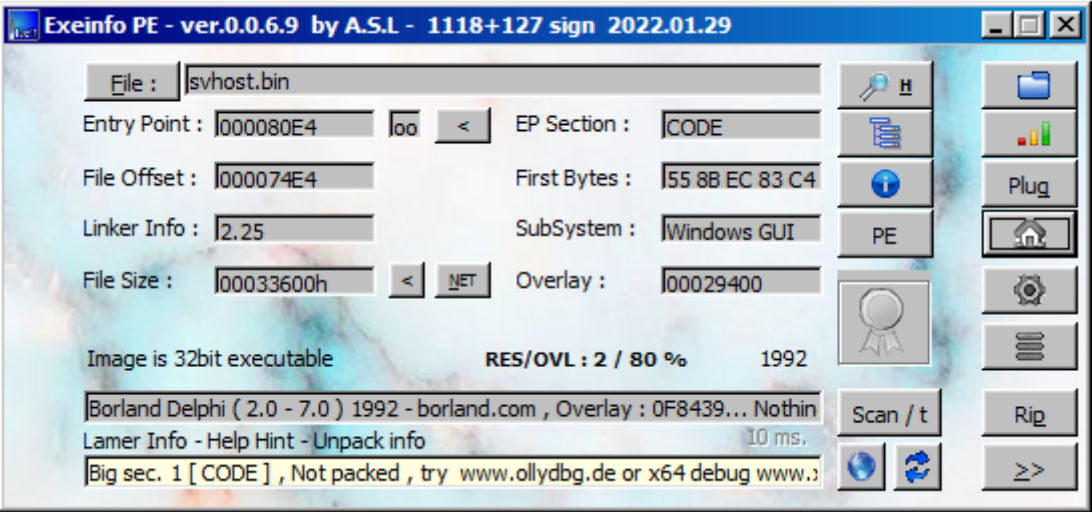 Exeinfo PE - ver.0.0.6.9 by A.S.L - 1118+127 sign 2022.01.29
File : svhost.bin H
Entry Point : 000080E4 oo < EP Section : CODE
File Offset : 000074E4 First Bytes : 55 8B EC 83 C4 Plug
Linker Info : 2.25 SubSystem : Windows GUI PE
File Size : 00033600h < NET Overlay : 00029400
Image is 32bit executable RES/OVL : 2 / 80 % 1992
Borland Delphi ( 2.0 - 7.0 ) 1992 - borland.com , Overlay : 0F8439... Nothin Scan / t Rip
Lamer Info - Help Hint - Unpack info 10 ms.
Big sec. 1 [ CODE ] , Not packed , try www.ollydbg.de or x64 debug www. >>